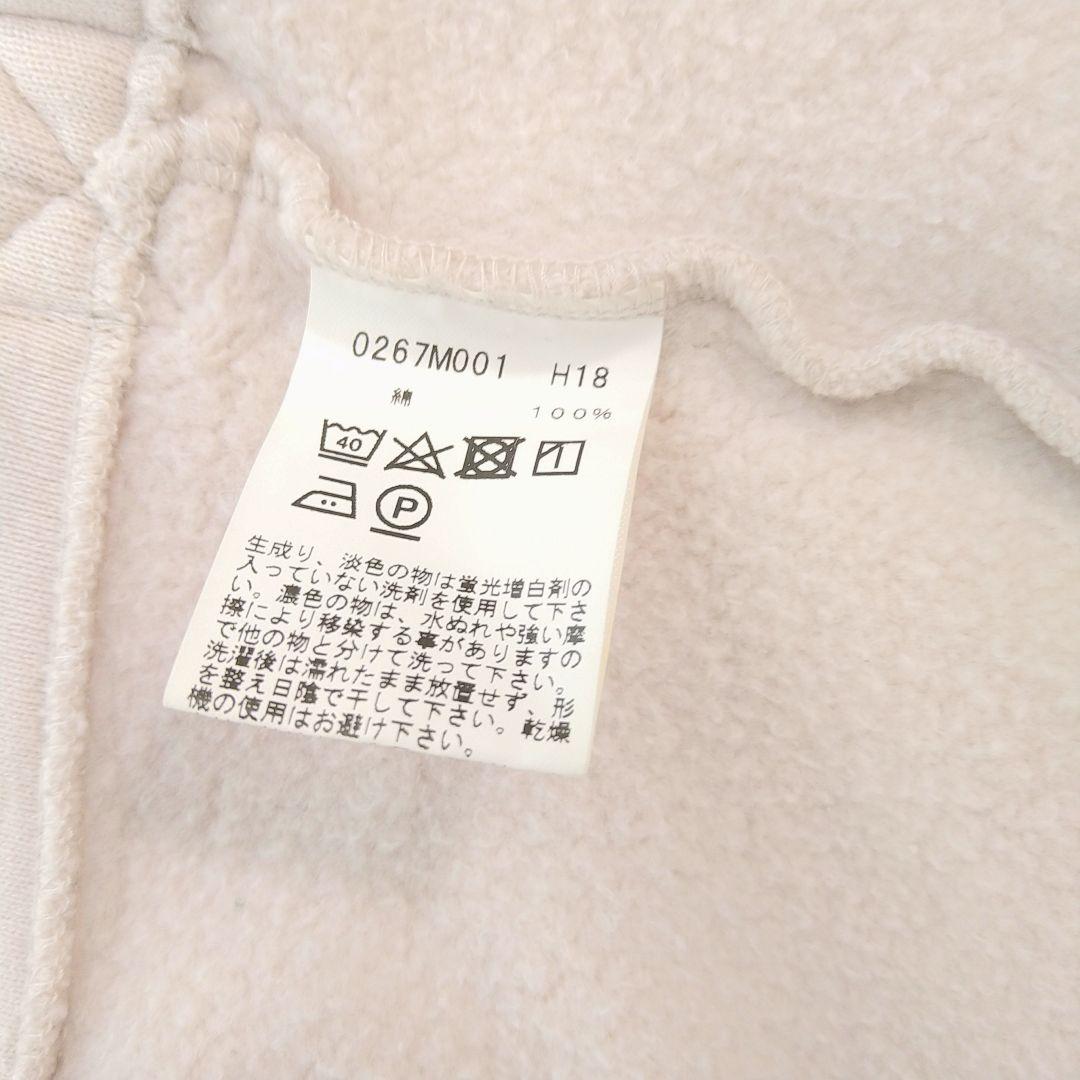 0267M001 H18
綿 100%
40
P
生成り、淡色の物は蛍光増白剤の
入っていない洗剤を使用して下さ
い。濃色の物は、水ぬれや強い摩
擦により移染する事がありますの
で他の物と分けて洗って下さい。
洗濯後は濡れたまま放置せず、形
を整え日陰で干して下さい。乾燥
機の使用はお避け下さい。